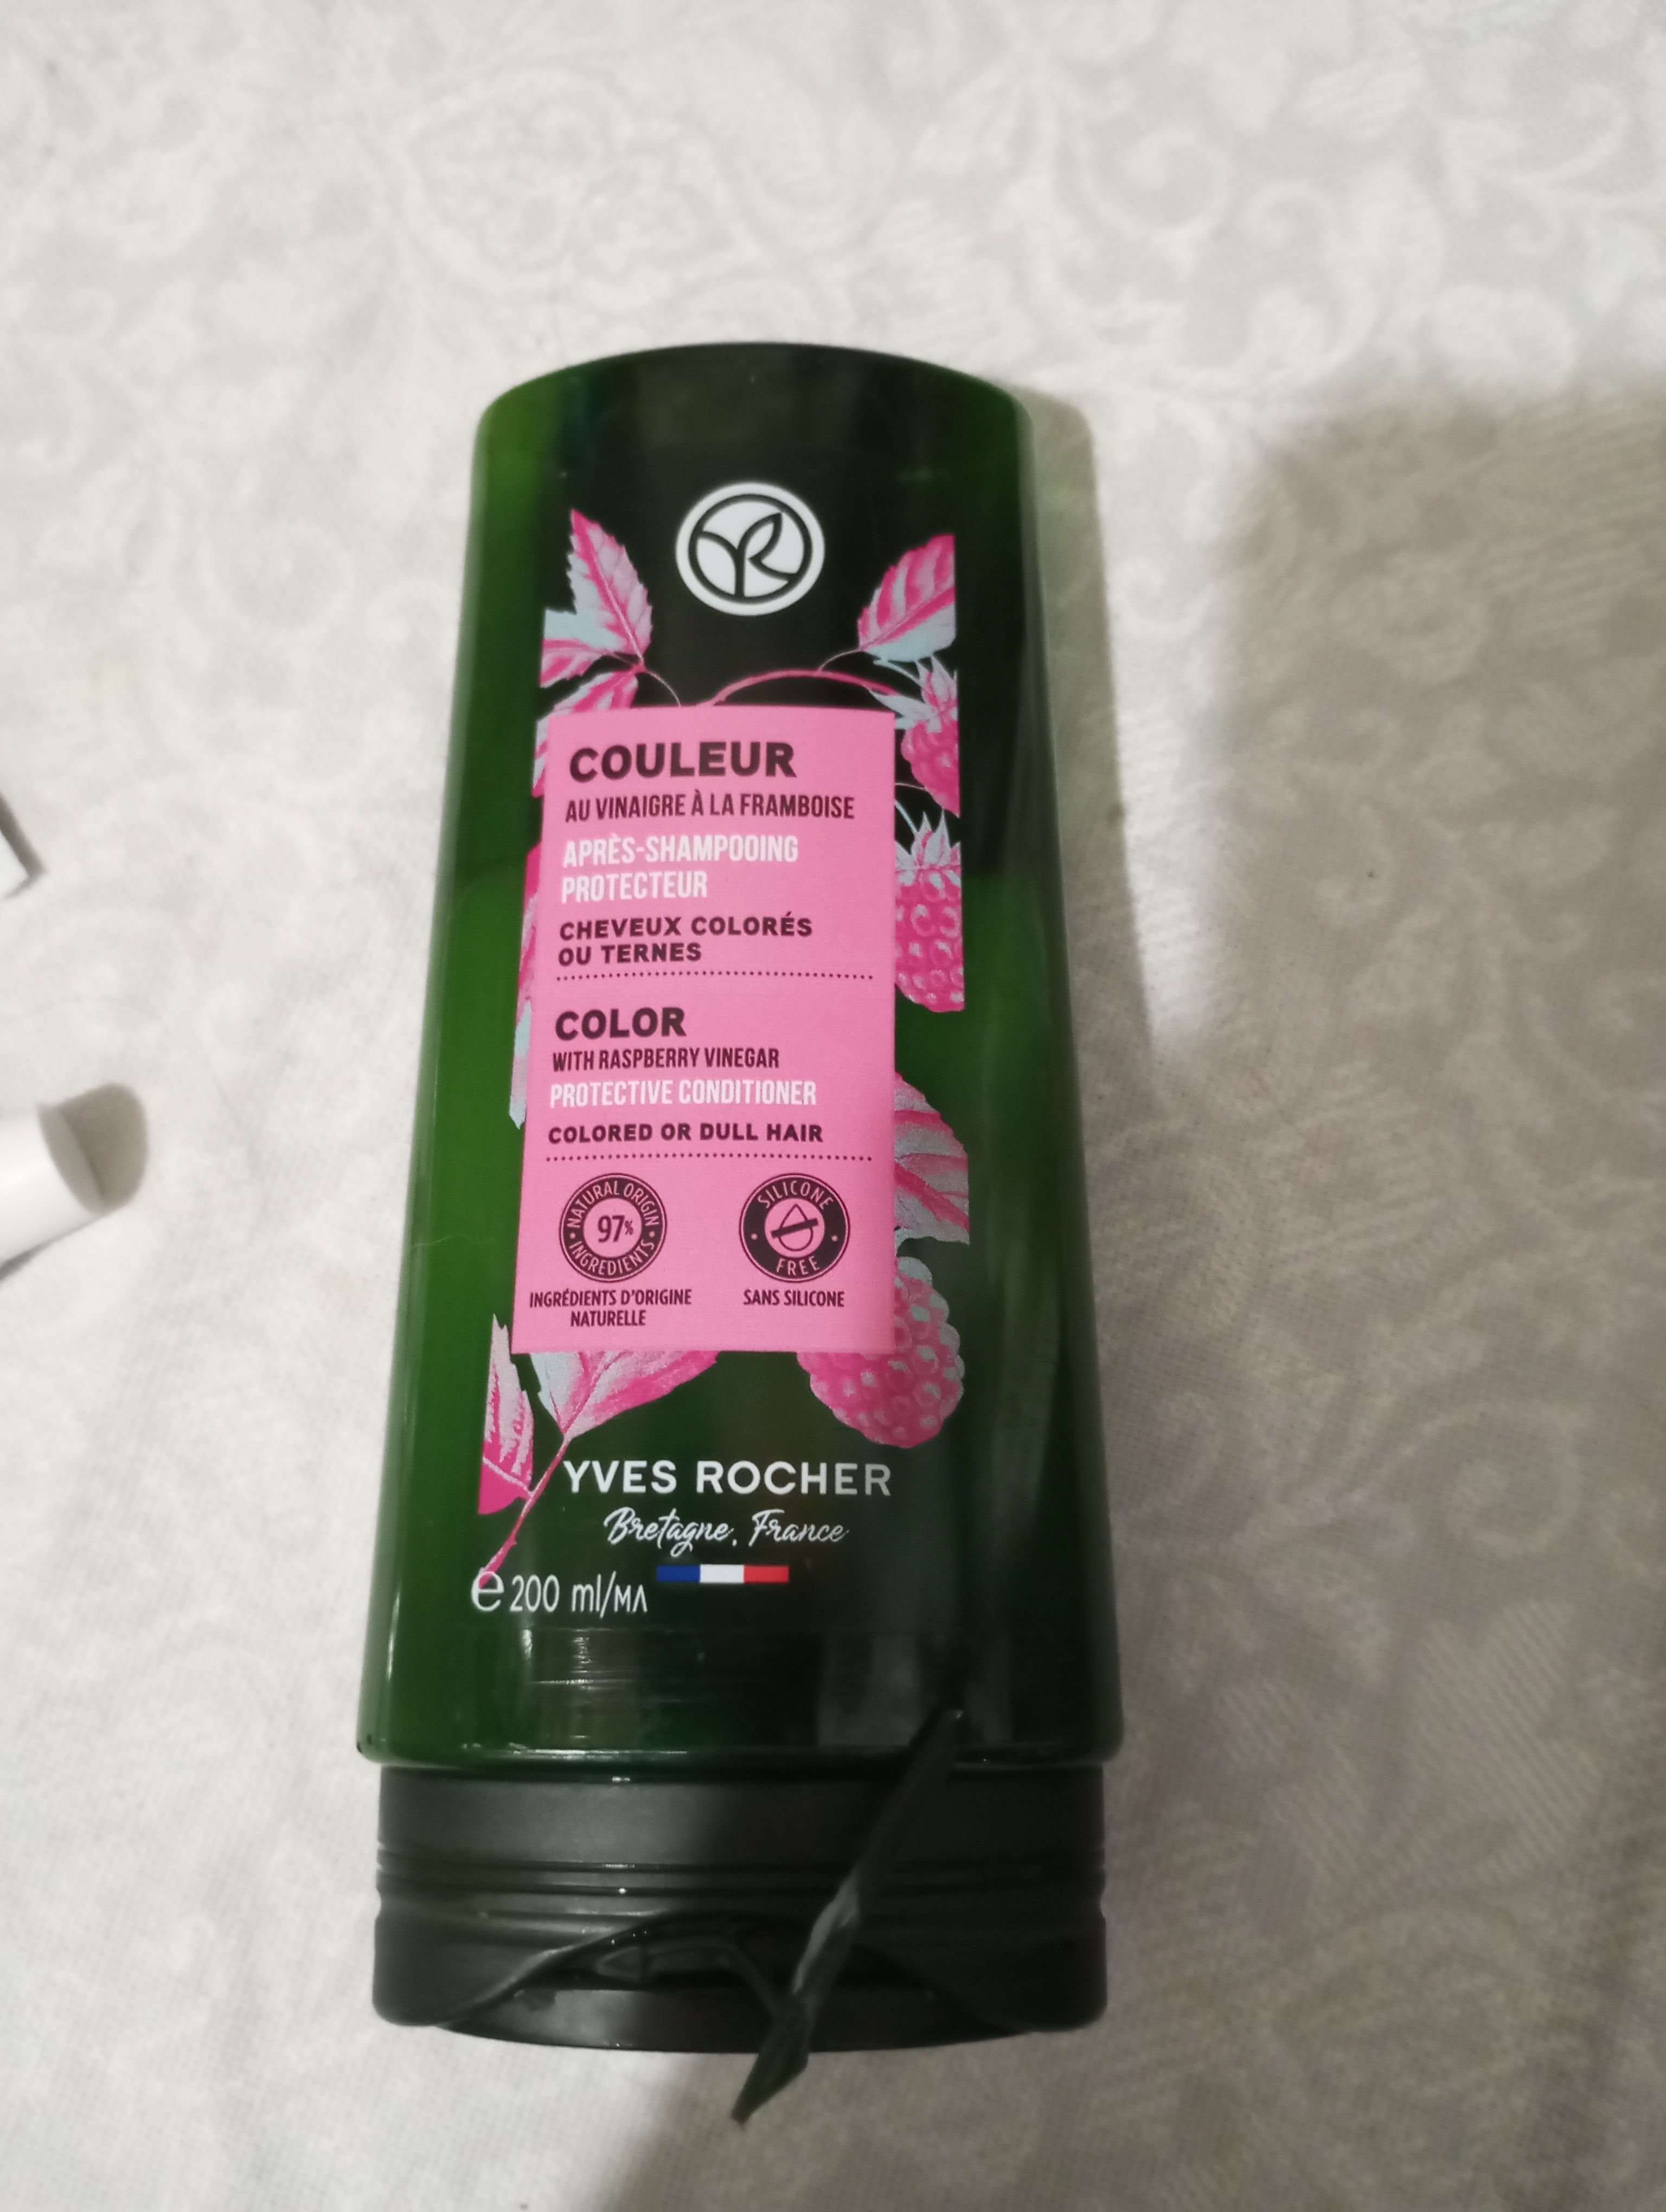 YR
COULEUR
AU VINAIGRE À LA FRAMBOISE
APRÈS-SHAMPOOING
PROTECTEUR
CHEVEUX COLORÉS
OU TERNES
COLOR
WITH RASPBERRY VINEGAR
PROTECTIVE CONDITIONER
COLORED OR DULL HAIR
NATURAL ORIGIN
97%
INGREDIENTS
INGRÉDIENTS D'ORIGINE
NATURELLE
SILICONE
FREE
SANS SILICONE
YVES ROCHER
Bretagne, France
e 200 ml/МЛ